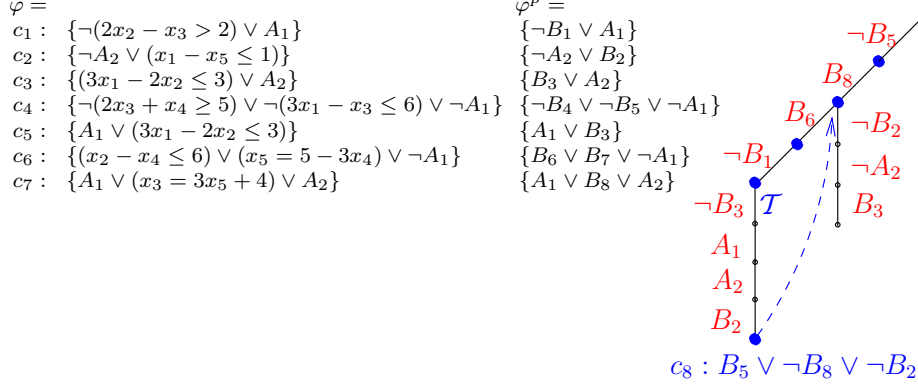 φ = φᵖ =
c₁ : {¬(2x₂ − x₃ > 2) ∨ A₁} {¬B₁ ∨ A₁}
c₂ : {¬A₂ ∨ (x₁ − x₅ ≤ 1)} {¬A₂ ∨ B₂}
c₃ : {(3x₁ − 2x₂ ≤ 3) ∨ A₂} {B₃ ∨ A₂}
c₄ : {¬(2x₃ + x₄ ≥ 5) ∨ ¬(3x₁ − x₃ ≤ 6) ∨ ¬A₁} {¬B₄ ∨ ¬B₅ ∨ ¬A₁}
c₅ : {A₁ ∨ (3x₁ − 2x₂ ≤ 3)} {A₁ ∨ B₃}
c₆ : {(x₂ − x₄ ≤ 6) ∨ (x₅ = 5 − 3x₄) ∨ ¬A₁} {B₆ ∨ B₇ ∨ ¬A₁}
c₇ : {A₁ ∨ (x₃ = 3x₅ + 4) ∨ A₂} {A₁ ∨ B₈ ∨ A₂}
¬B₅
B₈
B₆
¬B₂
¬B₁
¬A₂
¬B₃
𝒯
B₃
A₁
A₂
B₂
c₈ : B₅ ∨ ¬B₈ ∨ ¬B₂